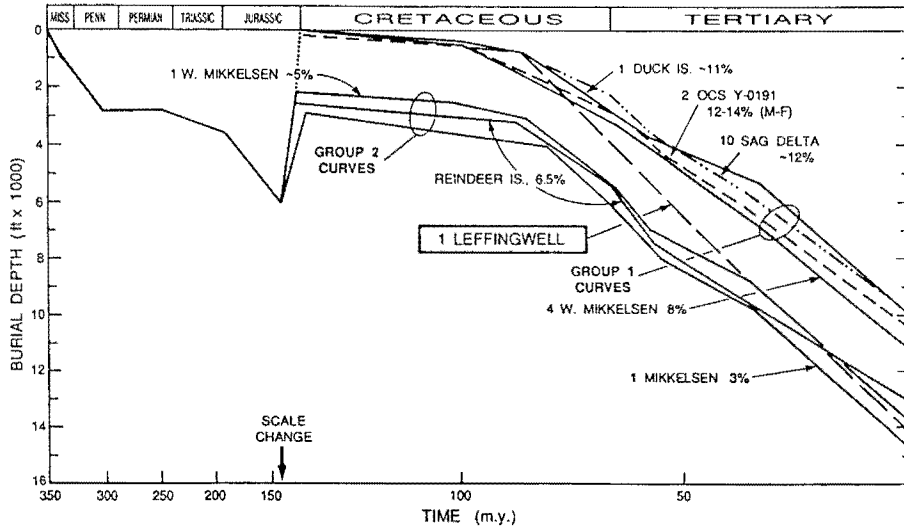 MISS PENN PERMIAN TRIASSIC JURASSIC CRETACEOUS TERTIARY
0
2
4
6
8
10
12
14
16
BURIAL DEPTH (ft x 1000)
1 W. MIKKELSEN ~5%
GROUP 2
CURVES
REINDEER IS., 6.5%
1 LEFFINGWELL
1 DUCK IS. ~11%
2 OCS Y-0191
12-14% (M-F)
10 SAG DELTA
~12%
GROUP 1
CURVES
4 W. MIKKELSEN 8%
1 MIKKELSEN 3%
SCALE
CHANGE
350 300 250 200 150 100 50
TIME (m.y.)